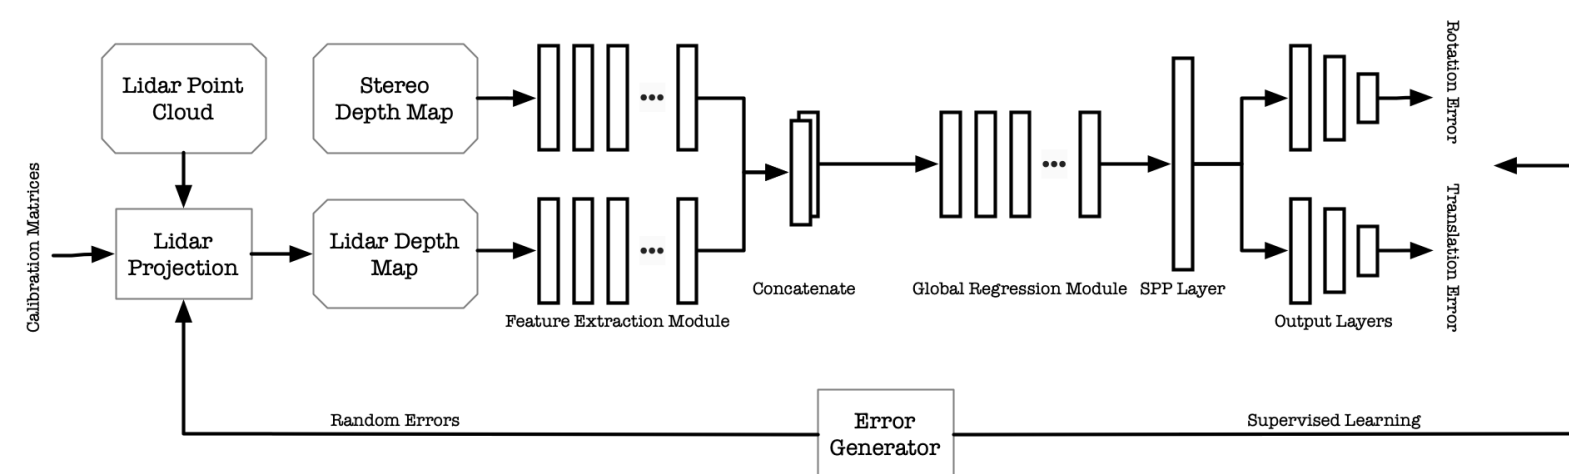 Lidar Point
Cloud
Stereo
Depth Map
Rotation Error
Calibration Matrices
Lidar
Projection
Lidar Depth
Map
Translation Error
Concatenate
Global Regression Module
SPP Layer
Feature Extraction Module
Output Layers
Random Errors
Error
Generator
Supervised Learning